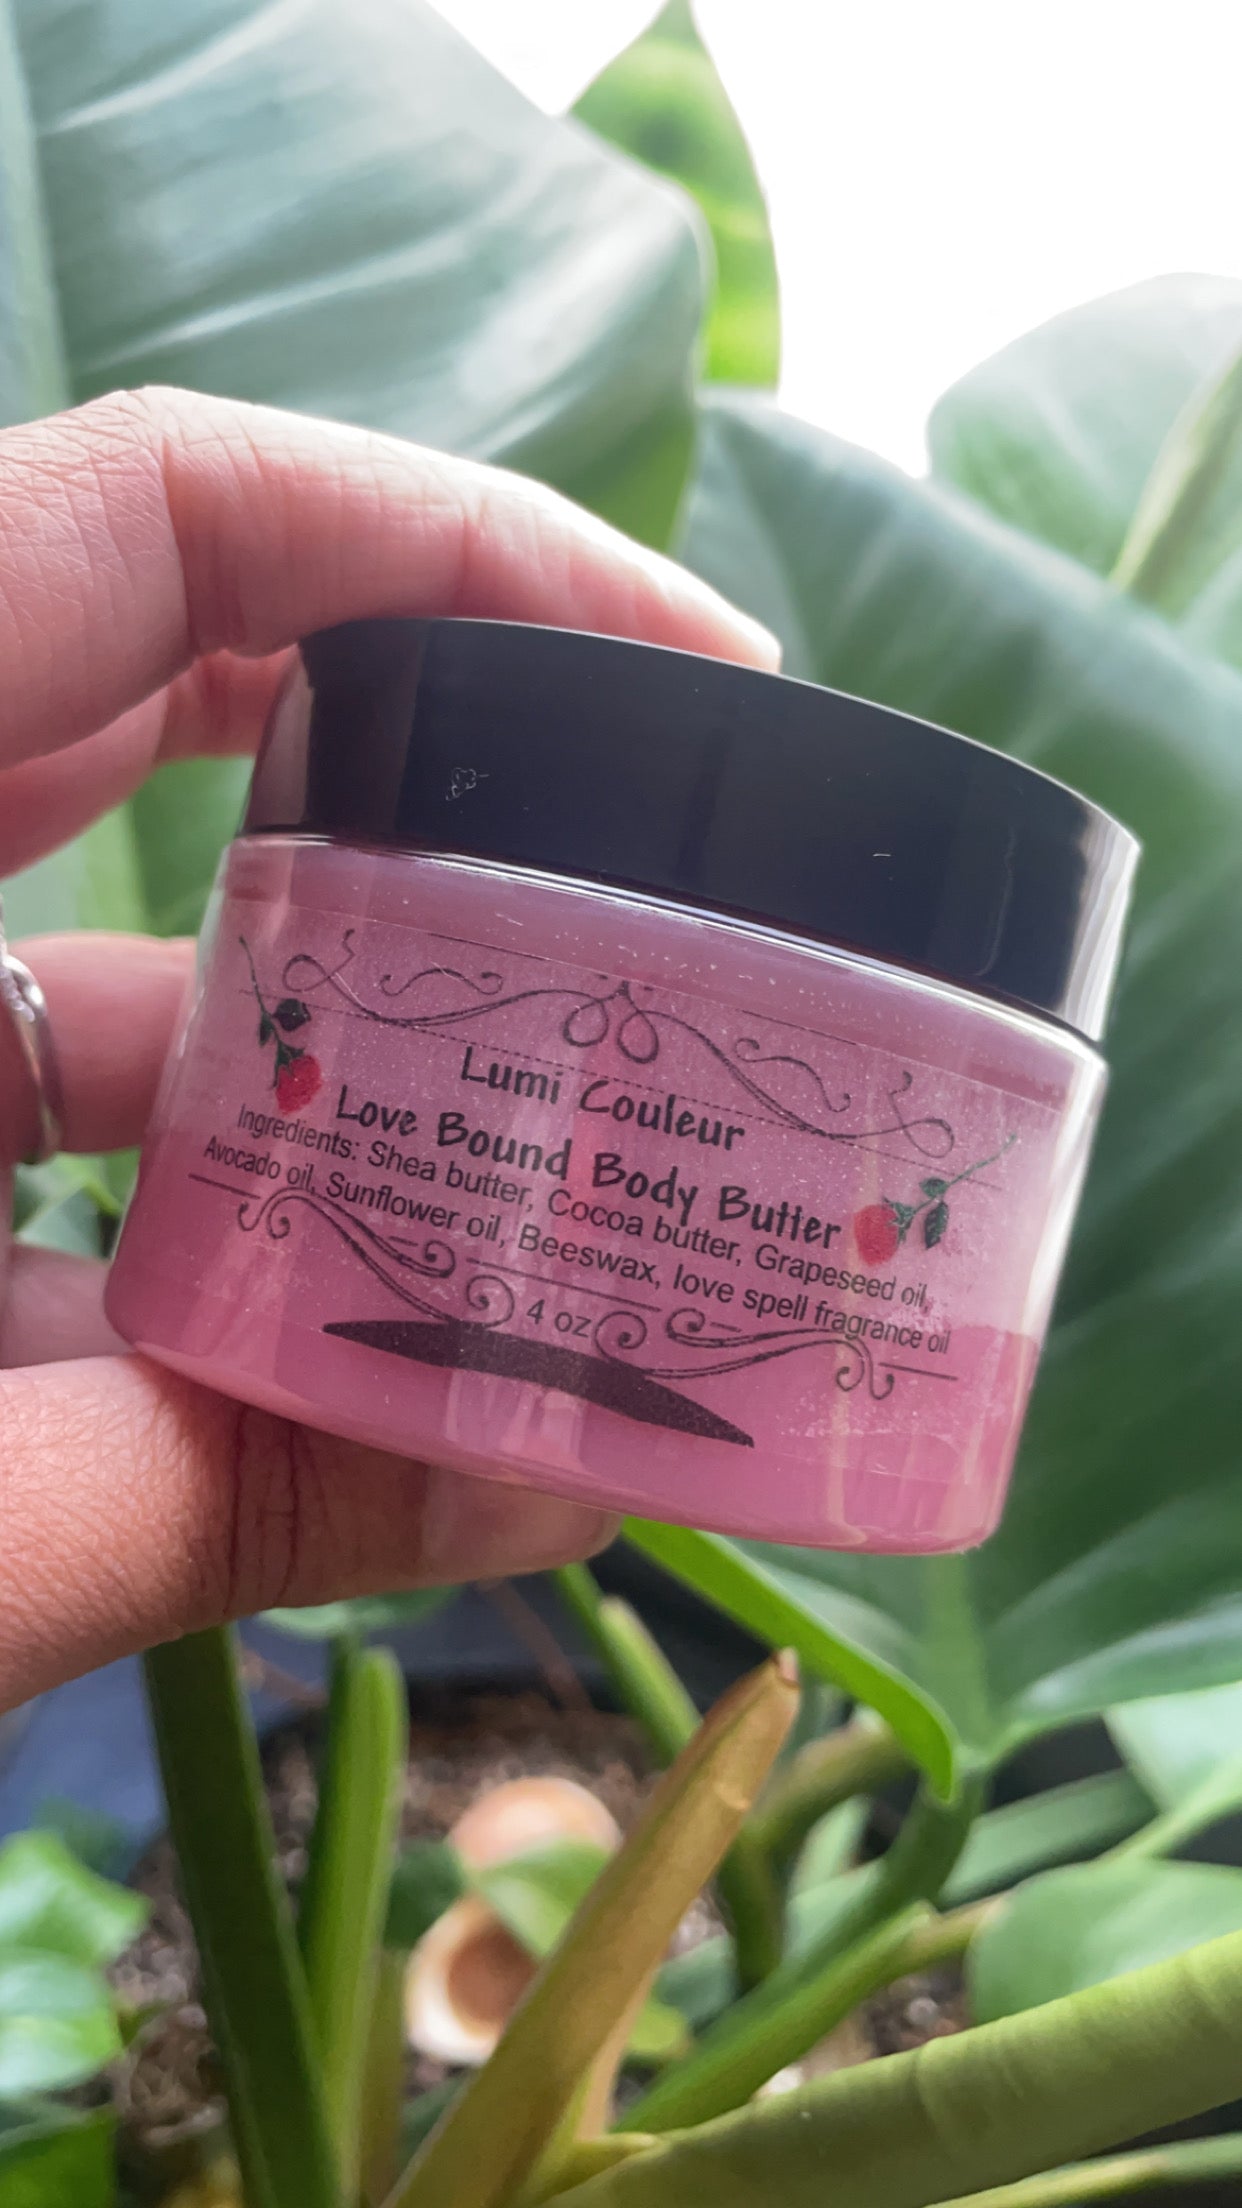 Lumi Couleur
Love Bound Body Butter
Ingredients: Shea butter, Cocoa butter, Grapeseed oil,
Avocado oil, Sunflower oil, Beeswax, love spell fragrance oil
4 oz